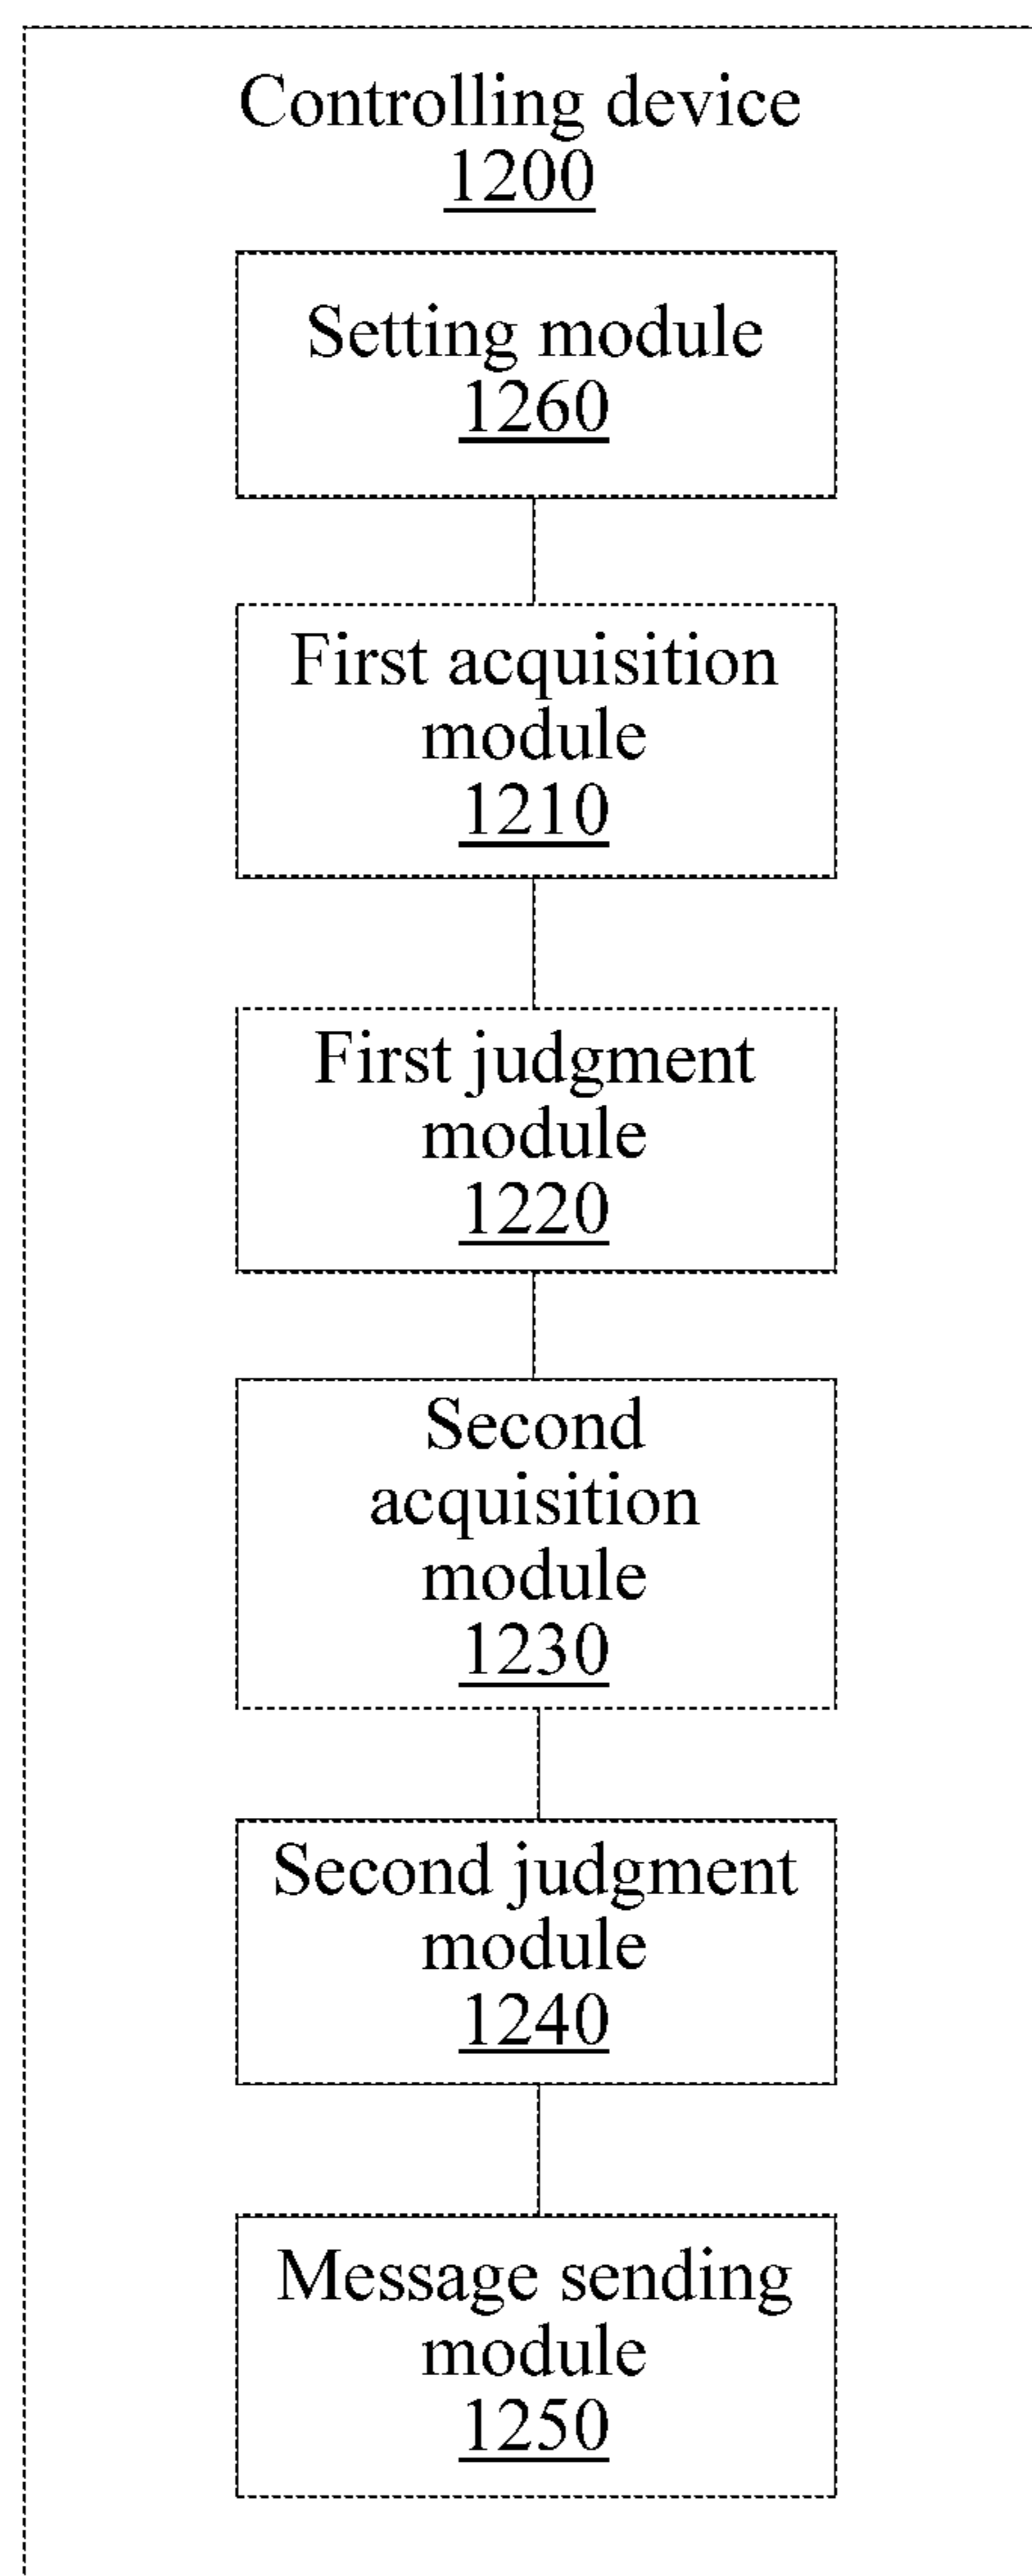 Controlling device
1200
Setting module
1260
First acquisition
module
1210
First judgment
module
1220
Second
acquisition
module
1230
Second judgment
module
1240
Message sending
module
1250